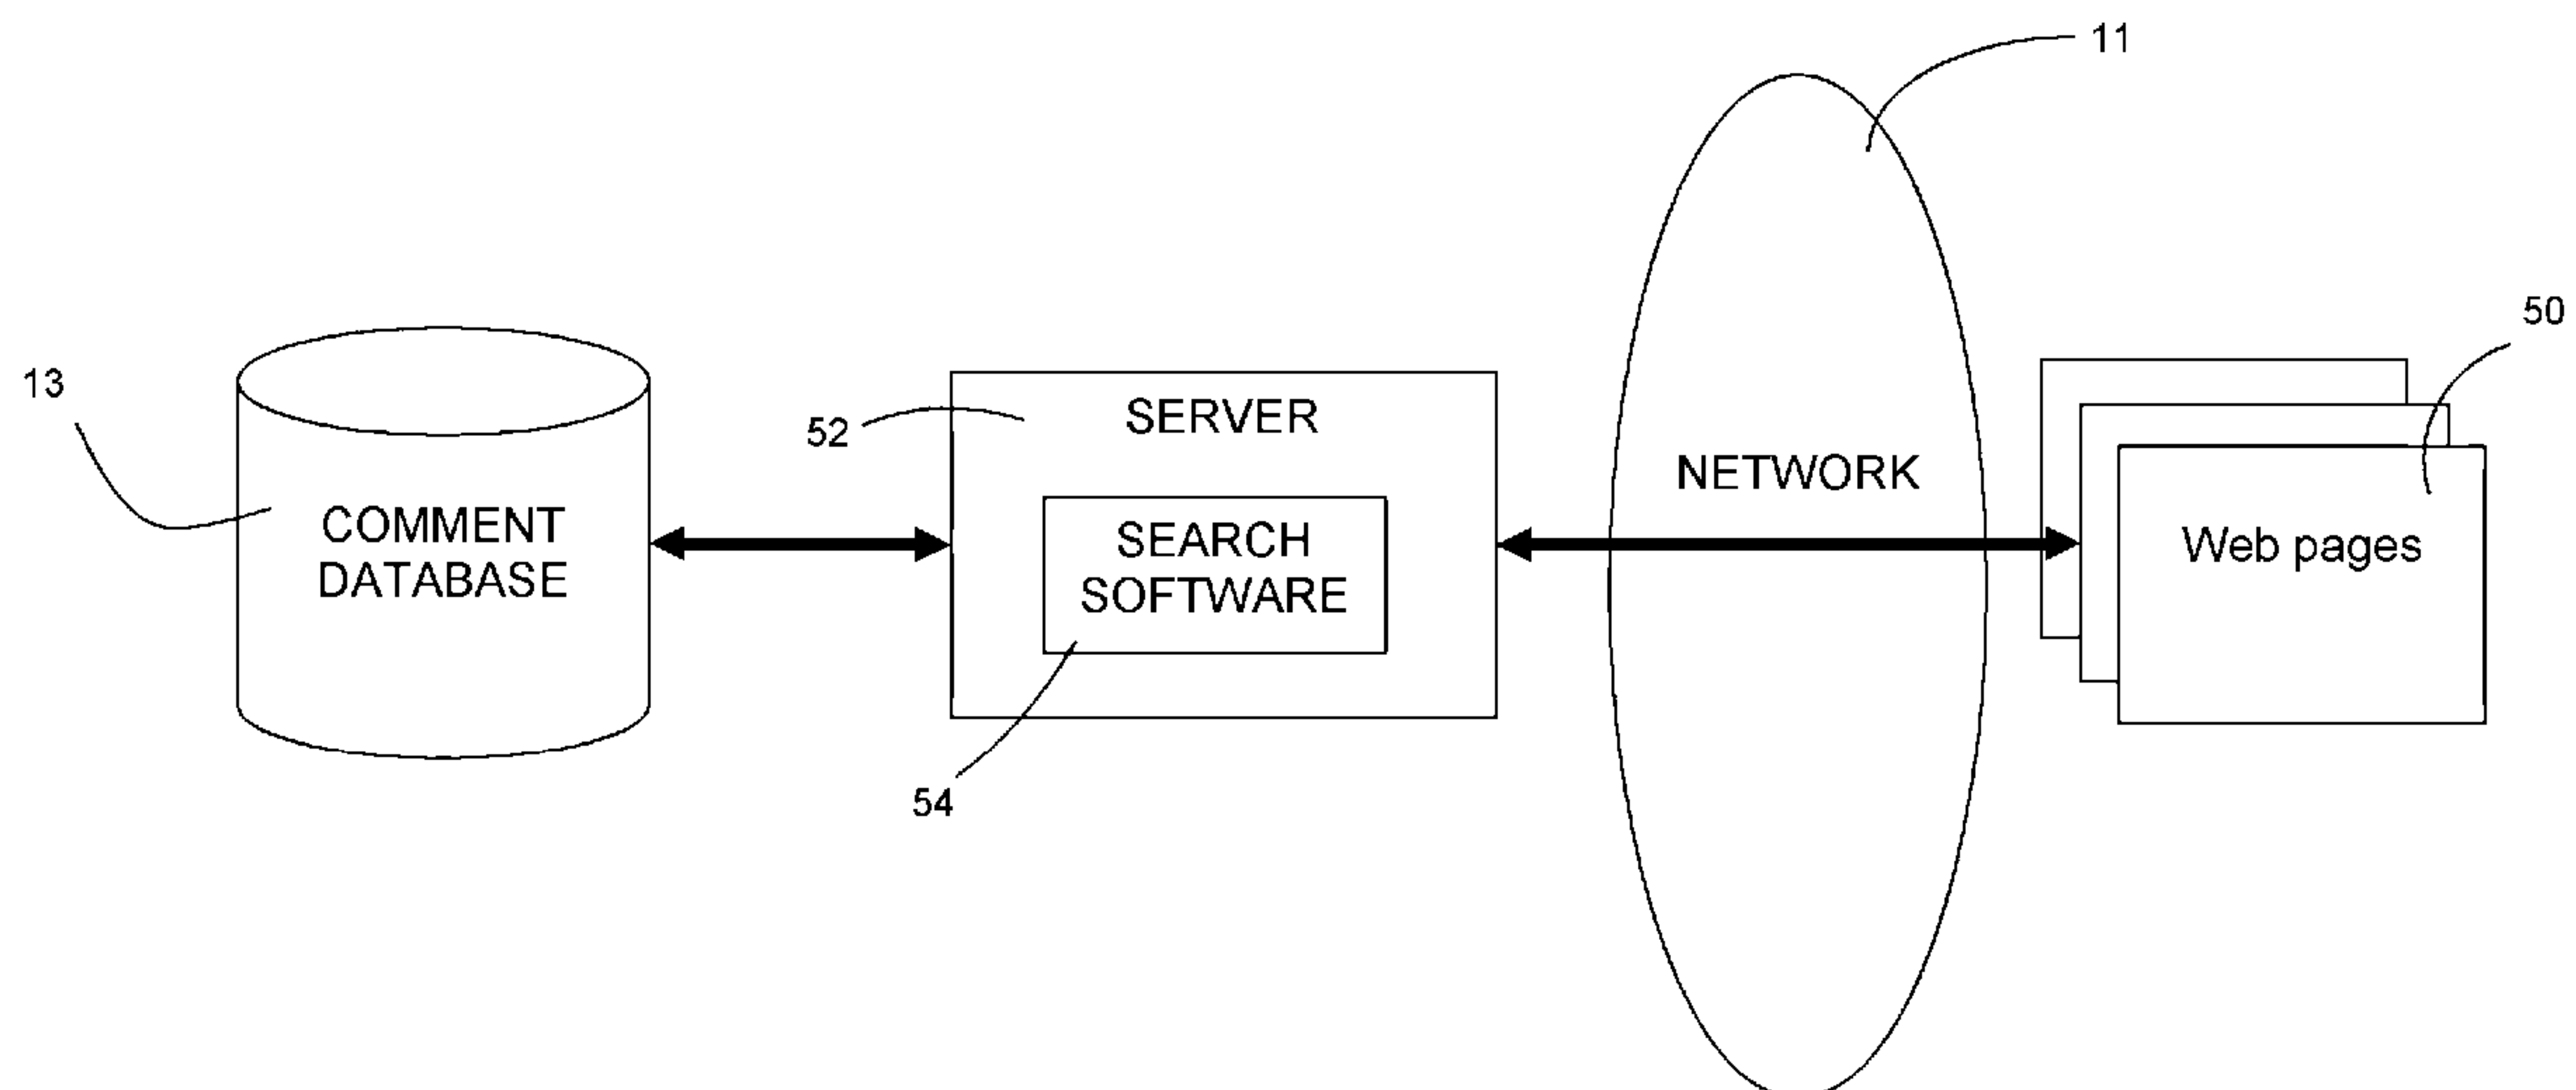 11
50
13
52
SERVER
NETWORK
COMMENT
DATABASE
SEARCH
SOFTWARE
Web pages
54